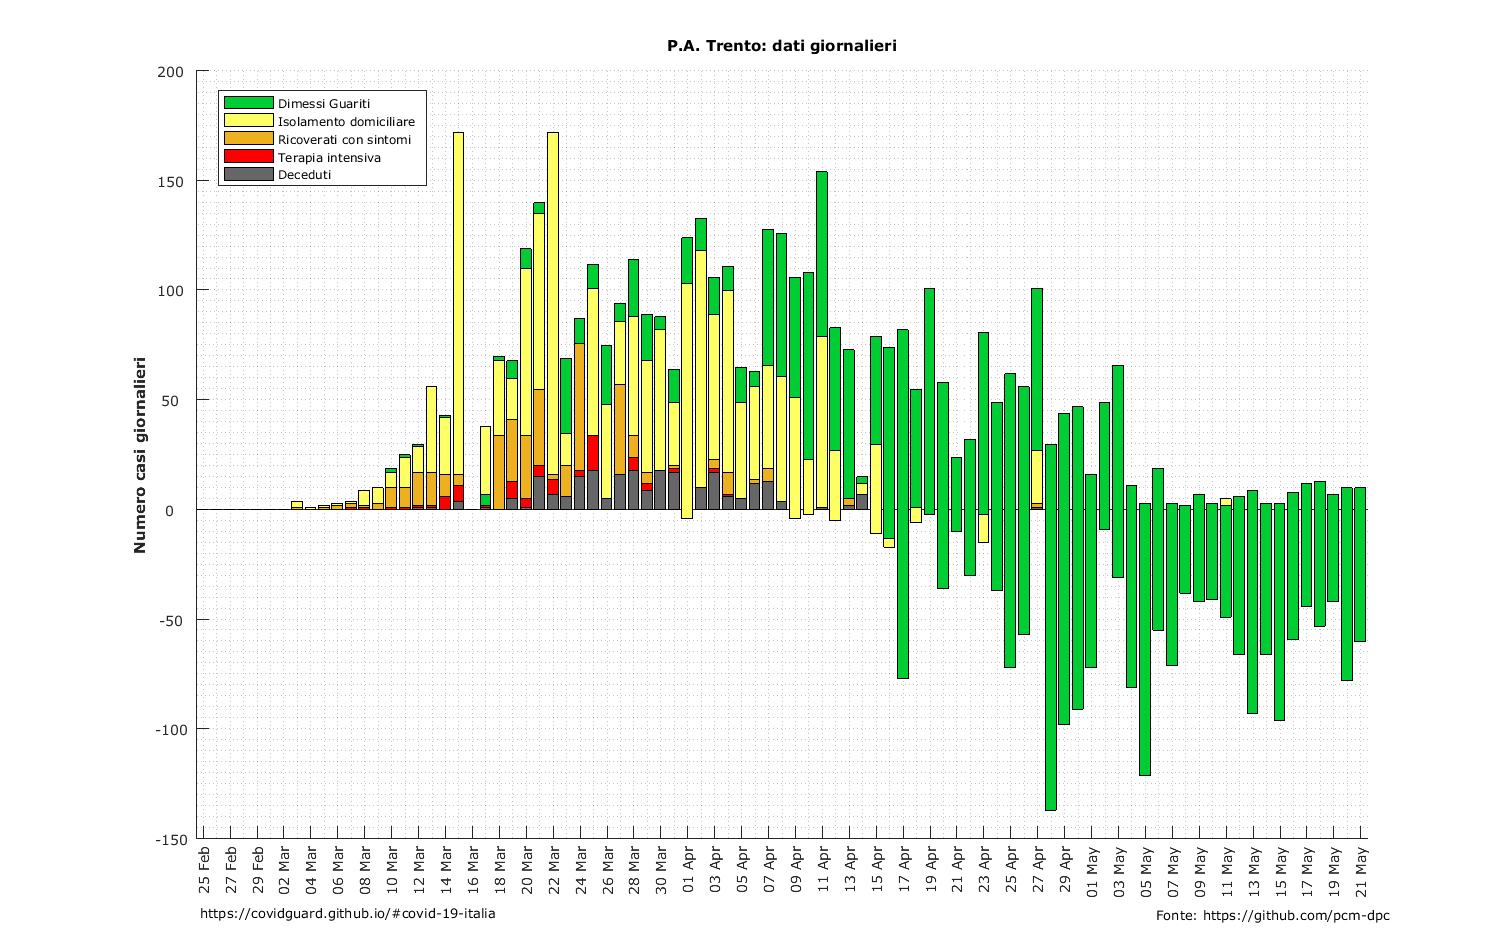 P.A. Trento: dati giornalieri
200
150
100
50
0
-50
-100
-150
Numero casi giornalieri
Dimessi Guariti
Isolamento domiciliare
Ricoverati con sintomi
Terapia intensiva
Deceduti
25 Feb
27 Feb
29 Feb
02 Mar
04 Mar
06 Mar
08 Mar
10 Mar
12 Mar
14 Mar
16 Mar
18 Mar
20 Mar
22 Mar
24 Mar
26 Mar
28 Mar
30 Mar
01 Apr
03 Apr
05 Apr
07 Apr
09 Apr
11 Apr
13 Apr
15 Apr
17 Apr
19 Apr
21 Apr
23 Apr
25 Apr
27 Apr
29 Apr
01 May
03 May
05 May
07 May
09 May
11 May
13 May
15 May
17 May
19 May
21 May
https://covidguard.github.io/#covid-19-italia
Fonte: https://github.com/pcm-dpc